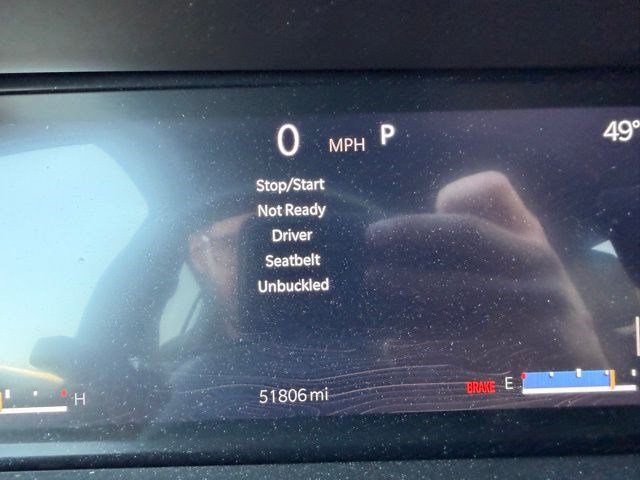 0 MPH P 49°
Stop/Start
Not Ready
Driver
Seatbelt
Unbuckled
H 51806 mi BRAKE E